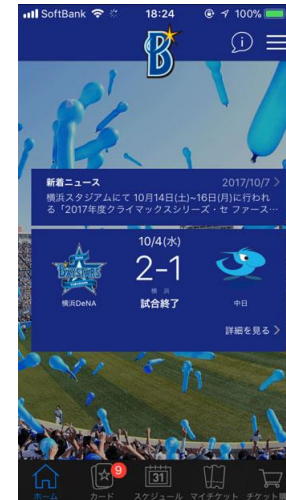 SoftBank 18:24 100%
B
新着ニュース 2017/10/7
横浜スタジアムにて 10月14日(土)~16日(月)に行われ
る「2017年度クライマックスシリーズ・セ ファース…
10/4(水)
2-1
横浜
試合終了
BAYSTARS
横浜DeNA
中日
詳細を見る
9
31
ホーム カード スケジュール マイチケット